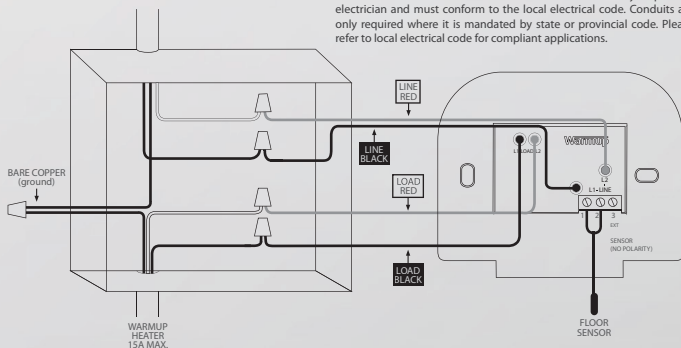 electrician and must conform to the local electrical code. Conduits a
only required where it is mandated by state or provincial code. Plea
refer to local electrical code for compliant applications.
LINE
RED
LINE
BLACK
BARE COPPER
(ground)
LOAD
RED
LOAD
BLACK
L1 LOAD L2
warmup
L2
L1-LINE
1 2 3
EXT
SENSOR
(NO POLARITY)
FLOOR
SENSOR
WARMUP
HEATER
15A MAX.